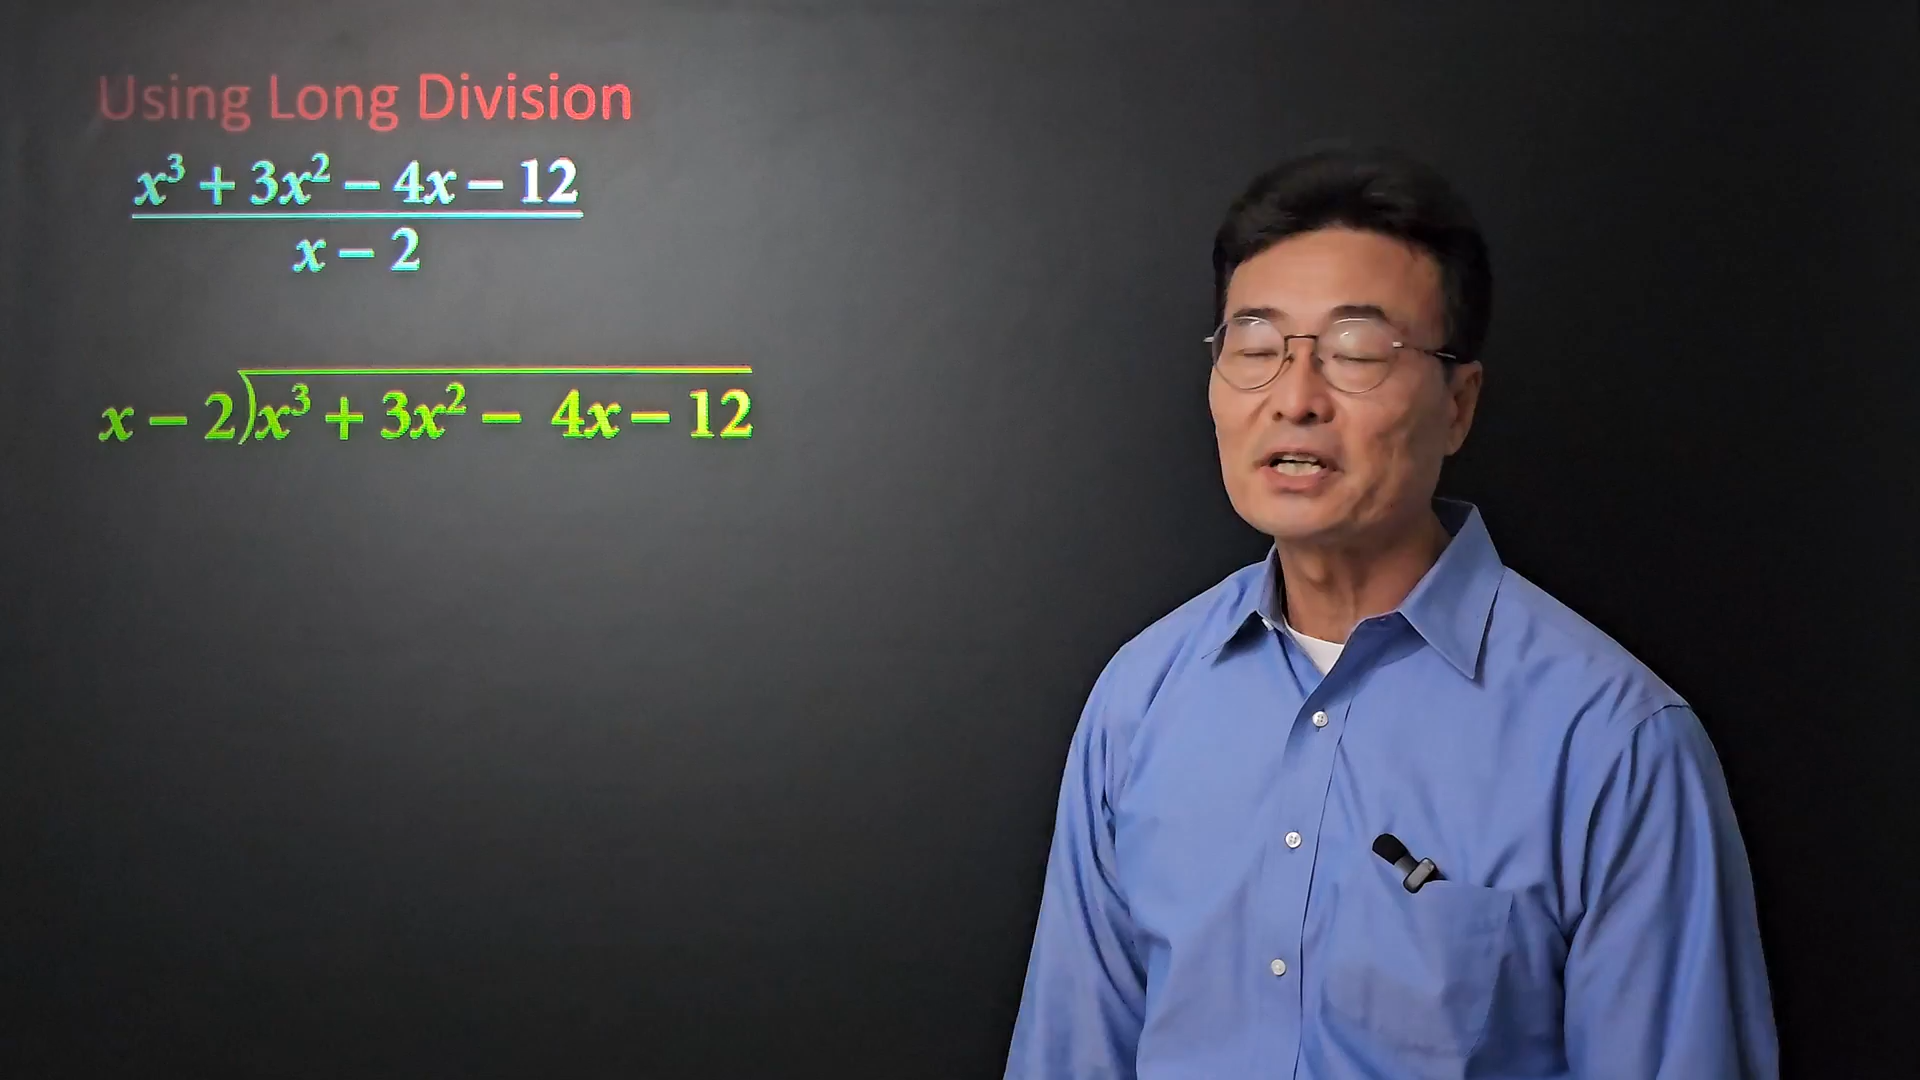 Using Long Division
x³ + 3x² − 4x − 12
x − 2
x − 2)x³ + 3x² − 4x − 12